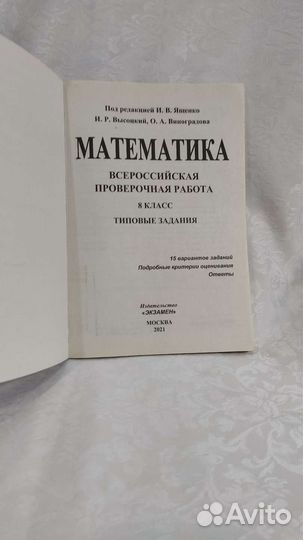 Под редакцией И. В. Ященко
И. Р. Высоцкий, О. А. Виноградова
МАТЕМАТИКА
ВСЕРОССИЙСКАЯ
ПРОВЕРОЧНАЯ РАБОТА
8 КЛАСС
ТИПОВЫЕ ЗАДАНИЯ
15 вариантов заданий
Подробные критерии оценивания
Ответы
Издательство
«ЭКЗАМЕН»
МОСКВА
2021
Avito